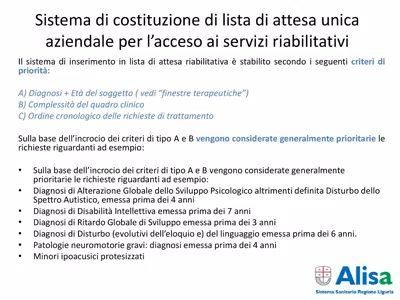 Sistema di costituzione di lista di attesa unica
aziendale per l’accesso ai servizi riabilitativi
Il sistema di inserimento in lista di attesa riabilitativa è stabilito secondo i seguenti criteri di
priorità:
A) Diagnosi + Età del soggetto ( vedi “finestre terapeutiche”)
B) Complessità del quadro clinico
C) Ordine cronologico delle richieste di trattamento
Sulla base dell’incrocio dei criteri di tipo A e B vengono considerate generalmente prioritarie le
richieste riguardanti ad esempio:
• Sulla base dell’incrocio dei criteri di tipo A e B vengono considerate generalmente
prioritarie le richieste riguardanti ad esempio:
• Diagnosi di Alterazione Globale dello Sviluppo Psicologico altrimenti definita Disturbo dello
Spettro Autistico, emessa prima dei 4 anni
• Diagnosi di Disabilità Intellettiva emessa prima dei 7 anni
• Diagnosi di Ritardo Globale di Sviluppo emessa prima dei 3 anni
• Diagnosi di Disturbo (evolutivi dell’eloquio e) del linguaggio emessa prima dei 6 anni.
• Patologie neuromotorie gravi: diagnosi emessa prima dei 4 anni
• Minori ipoacusici protesizzati
Alisa
Sistema Sanitario Regione Liguria